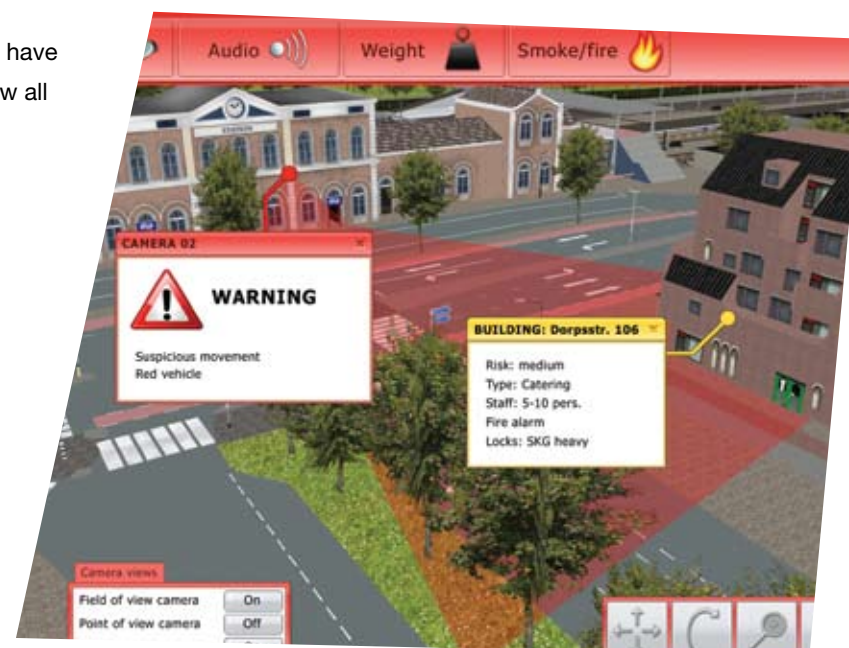 have
w all
Audio
Weight
Smoke/fire
CAMERA 02
WARNING
Suspicious movement
Red vehicle
BUILDING: Dorpsstr. 106
Risk: medium
Type: Catering
Staff: 5-10 pers.
Fire alarm
Locks: SKG heavy
Camera views
Field of view camera On
Point of view camera Off